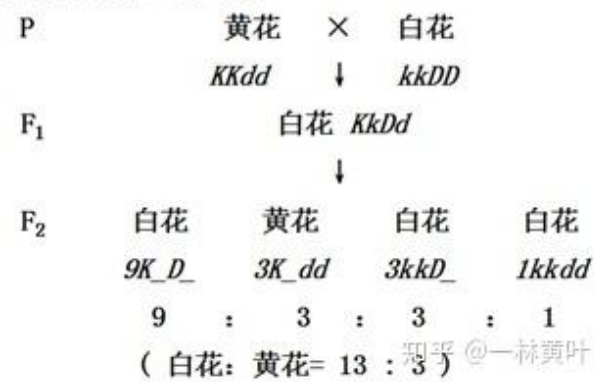 P 黄花 × 白花
KKdd ↓ kkDD
F₁ 白花 KkDd
↓
F₂ 白花 黄花 白花 白花
9K_D_ 3K_dd 3kkD_ 1kkdd
9 : 3 : 3 : 1
( 白花: 黄花= 13 : 3 )
知乎 @一林黄叶